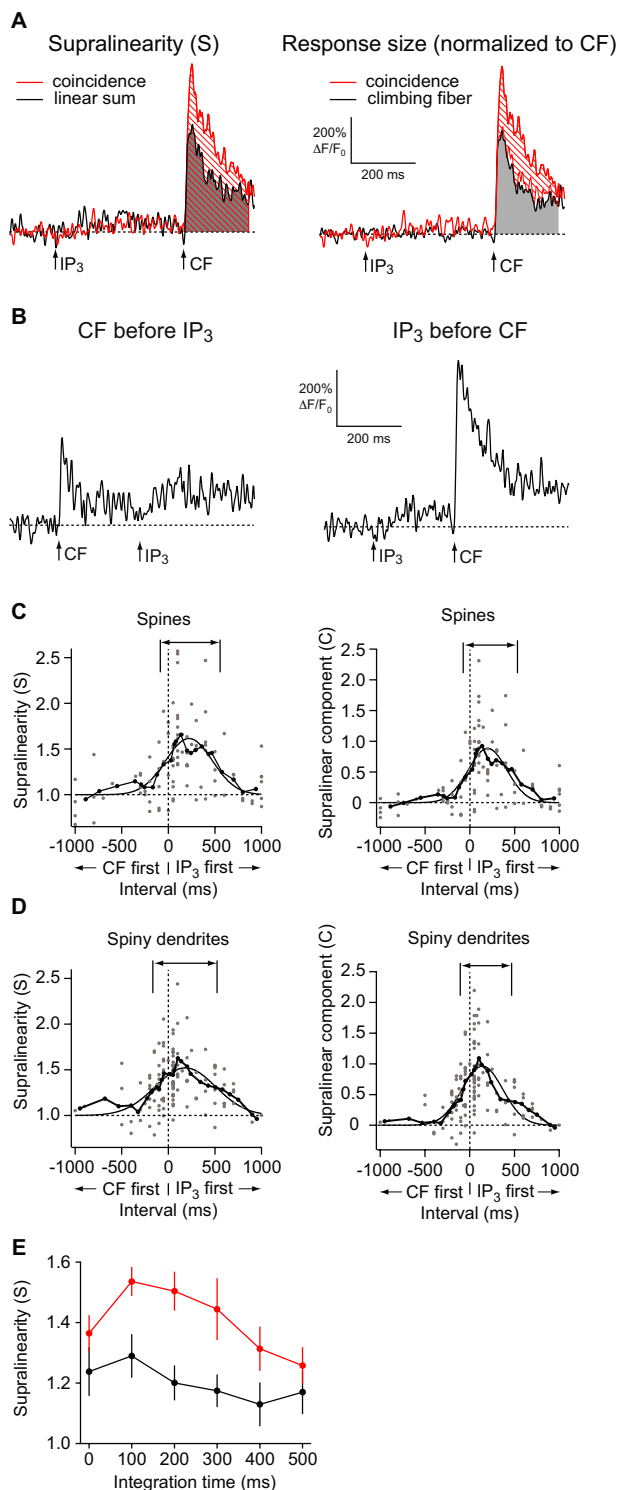 A
Supralinearity (S)
coincidence
linear sum
IP3
CF
Response size (normalized to CF)
coincidence
climbing fiber
200%
ΔF/F0
200 ms
IP3
CF
B
CF before IP3
CF
IP3
IP3 before CF
200%
ΔF/F0
200 ms
IP3
CF
C
Spines
Supralinearity (S)
2.5
2.0
1.5
1.0
-1000 -500 0 500 1000
← CF first | IP3 first →
Interval (ms)
Spines
Supralinear component (C)
2.5
2.0
1.5
1.0
0.5
0
-1000 -500 0 500 1000
← CF first | IP3 first →
Interval (ms)
D
Spiny dendrites
Supralinearity (S)
2.5
2.0
1.5
1.0
-1000 -500 0 500 1000
← CF first | IP3 first →
Interval (ms)
Spiny dendrites
Supralinear component (C)
2.5
2.0
1.5
1.0
0.5
0
-1000 -500 0 500 1000
← CF first | IP3 first →
Interval (ms)
E
Supralinearity (S)
1.6
1.4
1.2
1.0
0 100 200 300 400 500
Integration time (ms)